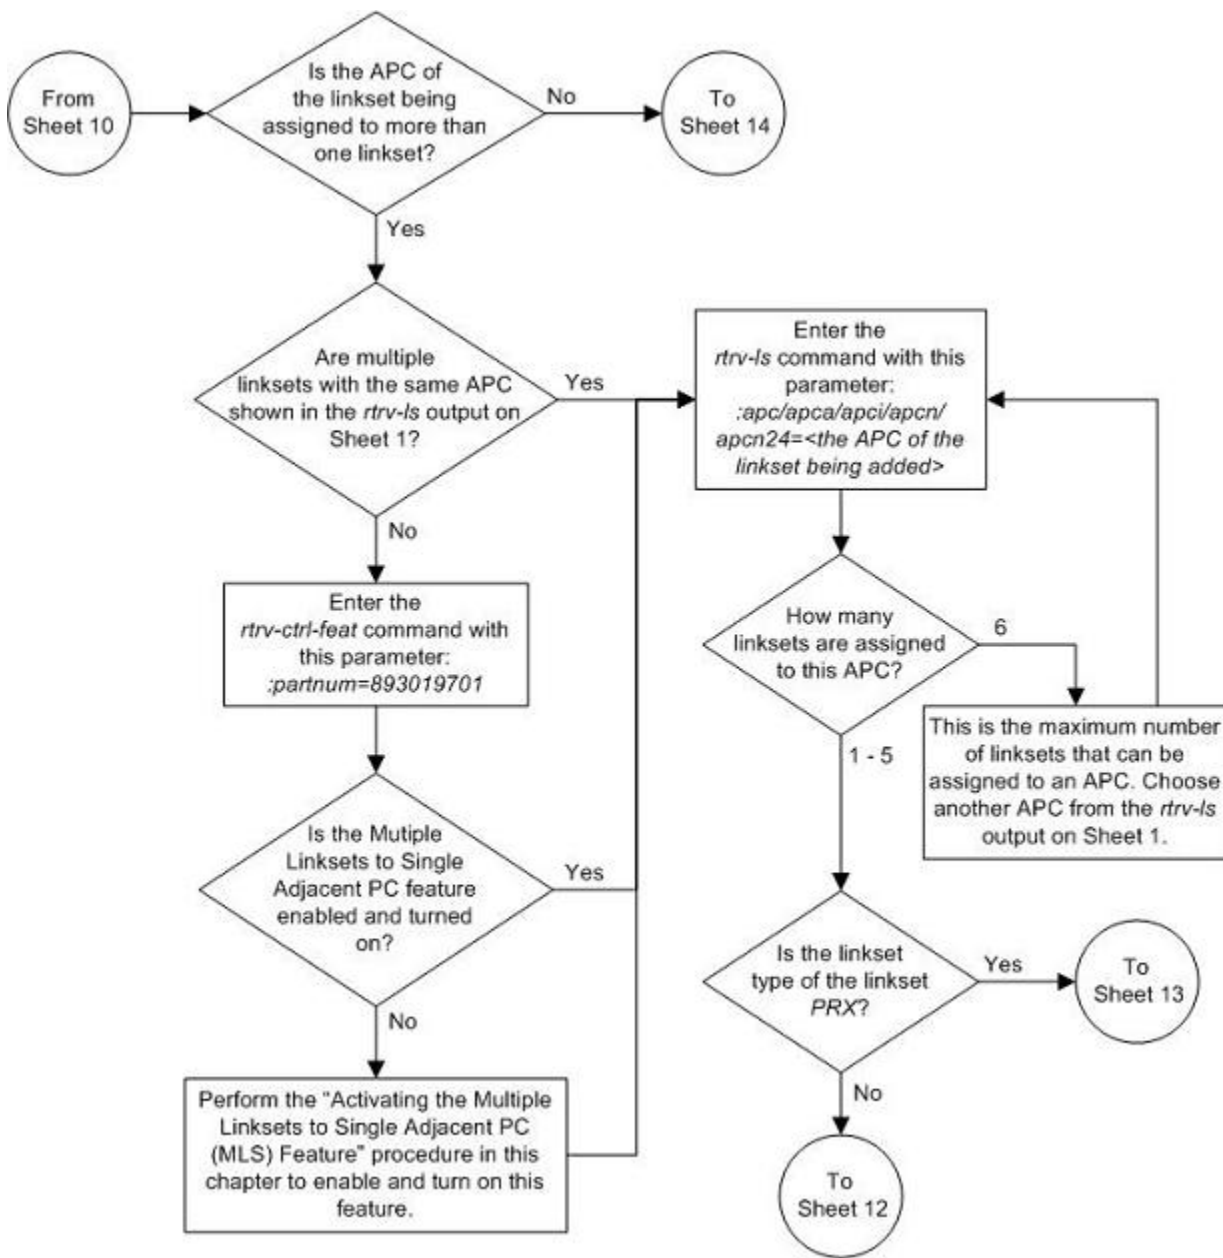 From
Sheet 10
Is the APC of
the linkset being
assigned to more than
one linkset?
No
To
Sheet 14
Yes
Are multiple
linksets with the same APC
shown in the rtrv-ls output on
Sheet 1?
Yes
No
Enter the
rtrv-ctrl-feat command with
this parameter:
:partnum=893019701
Is the Mutiple
Linksets to Single
Adjacent PC feature
enabled and turned
on?
Yes
No
Perform the "Activating the Multiple
Linksets to Single Adjacent PC
(MLS) Feature" procedure in this
chapter to enable and turn on this
feature.
Enter the
rtrv-ls command with this
parameter:
:apc/apca/apci/apcn/
apcn24=<the APC of the
linkset being added>
How many
linksets are assigned
to this APC?
6
This is the maximum number
of linksets that can be
assigned to an APC. Choose
another APC from the rtrv-ls
output on Sheet 1.
1 - 5
Is the linkset
type of the linkset
PRX?
Yes
To
Sheet 13
No
To
Sheet 12